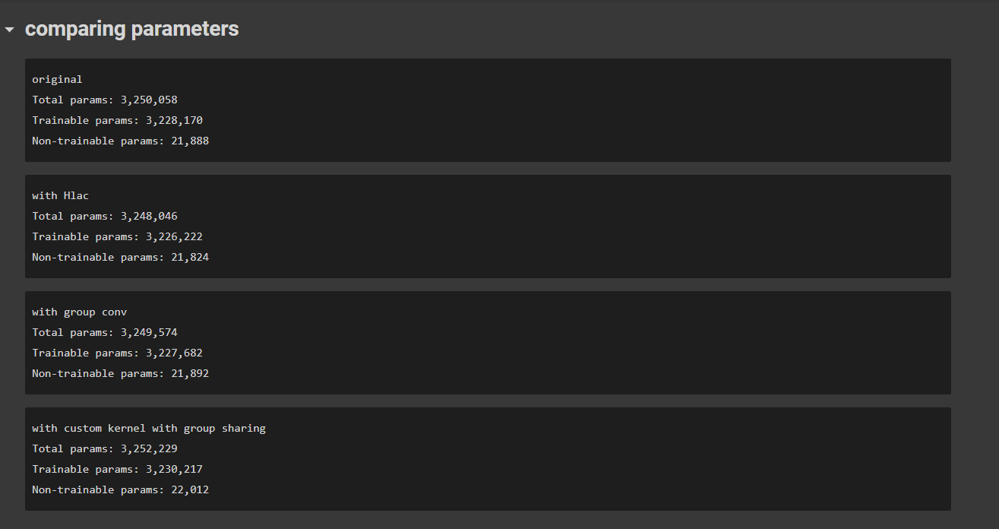 comparing parameters
original
Total params: 3,250,058
Trainable params: 3,228,170
Non-trainable params: 21,888
with Hlac
Total params: 3,248,046
Trainable params: 3,226,222
Non-trainable params: 21,824
with group conv
Total params: 3,249,574
Trainable params: 3,227,682
Non-trainable params: 21,892
with custom kernel with group sharing
Total params: 3,252,229
Trainable params: 3,230,217
Non-trainable params: 22,012